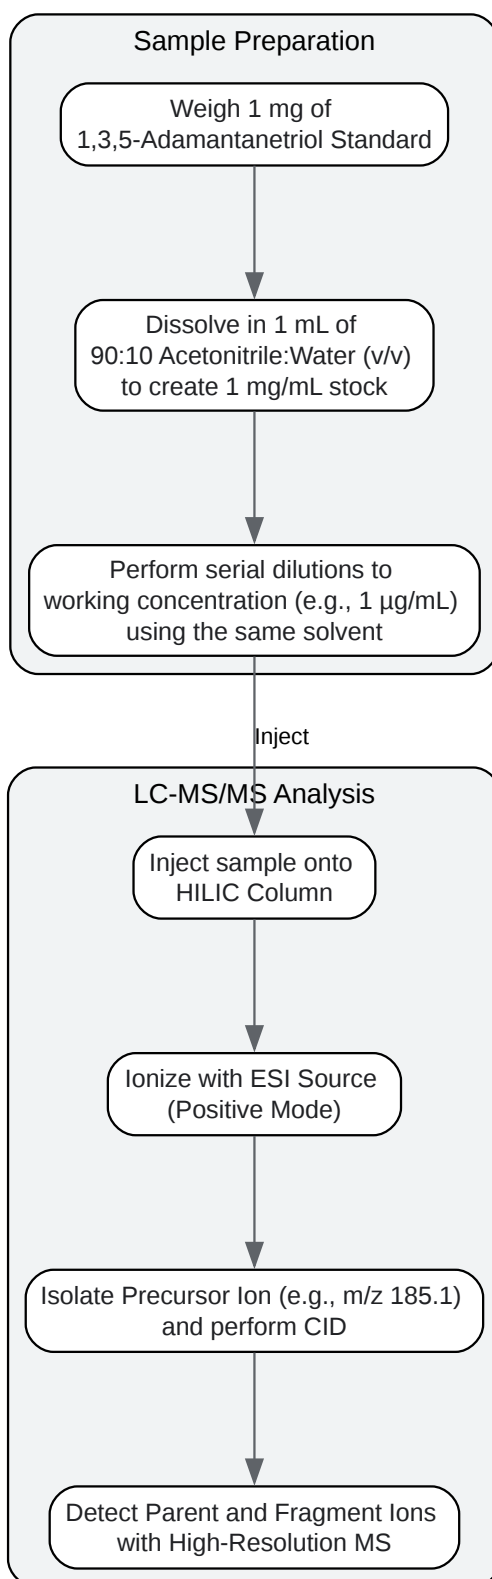 Sample Preparation
Weigh 1 mg of
1,3,5-Adamantanetriol Standard
Dissolve in 1 mL of
90:10 Acetonitrile:Water (v/v)
to create 1 mg/mL stock
Perform serial dilutions to
working concentration (e.g., 1 µg/mL)
using the same solvent
Inject
LC-MS/MS Analysis
Inject sample onto
HILIC Column
Ionize with ESI Source
(Positive Mode)
Isolate Precursor Ion (e.g., m/z 185.1)
and perform CID
Detect Parent and Fragment Ions
with High-Resolution MS